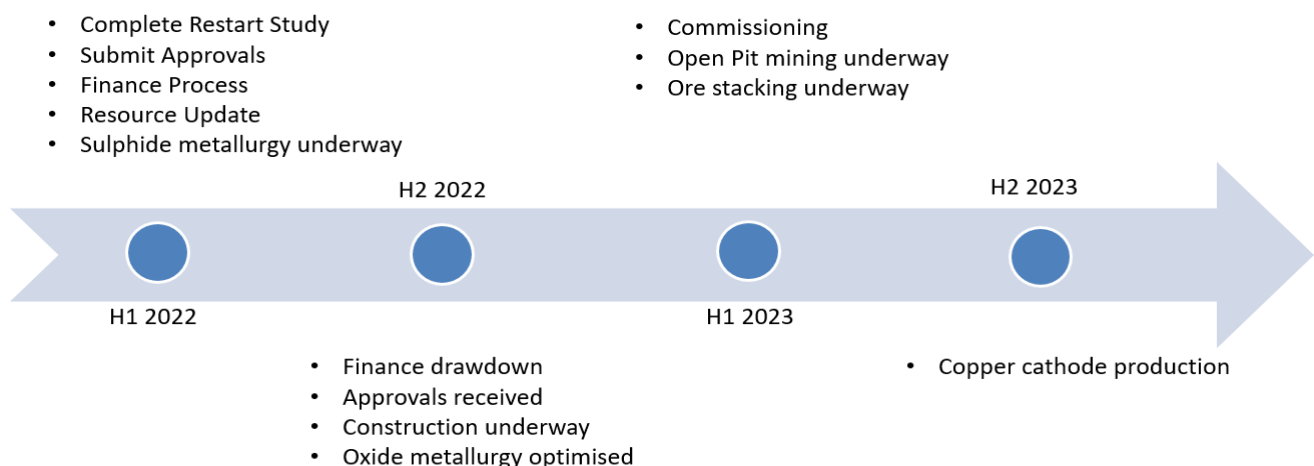 • Complete Restart Study
• Submit Approvals
• Finance Process
• Resource Update
• Sulphide metallurgy underway
H1 2022
H2 2022
• Finance drawdown
• Approvals received
• Construction underway
• Oxide metallurgy optimised
• Commissioning
• Open Pit mining underway
• Ore stacking underway
H1 2023
H2 2023
• Copper cathode production